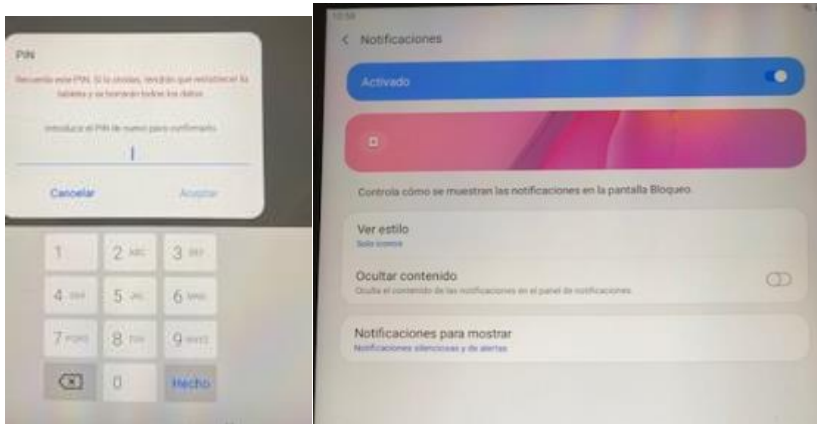 PIN
Recuerda este PIN. Si lo olvidas, tendrás que restablecer la
tableta y se borrarán todos los datos.
Introduce el PIN de nuevo para confirmarlo.
Cancelar
Aceptar
1
2 ABC
3 DEF
4 GHI
5 JKL
6 MNO
7 PQRS
8 TUV
9 WXYZ
0
Hecho
10:58
Notificaciones
Activado
Controla cómo se muestran las notificaciones en la pantalla Bloqueo.
Ver estilo
Solo iconos
Ocultar contenido
Oculta el contenido de las notificaciones en el panel de notificaciones.
Notificaciones para mostrar
Notificaciones silenciosas y de alertas